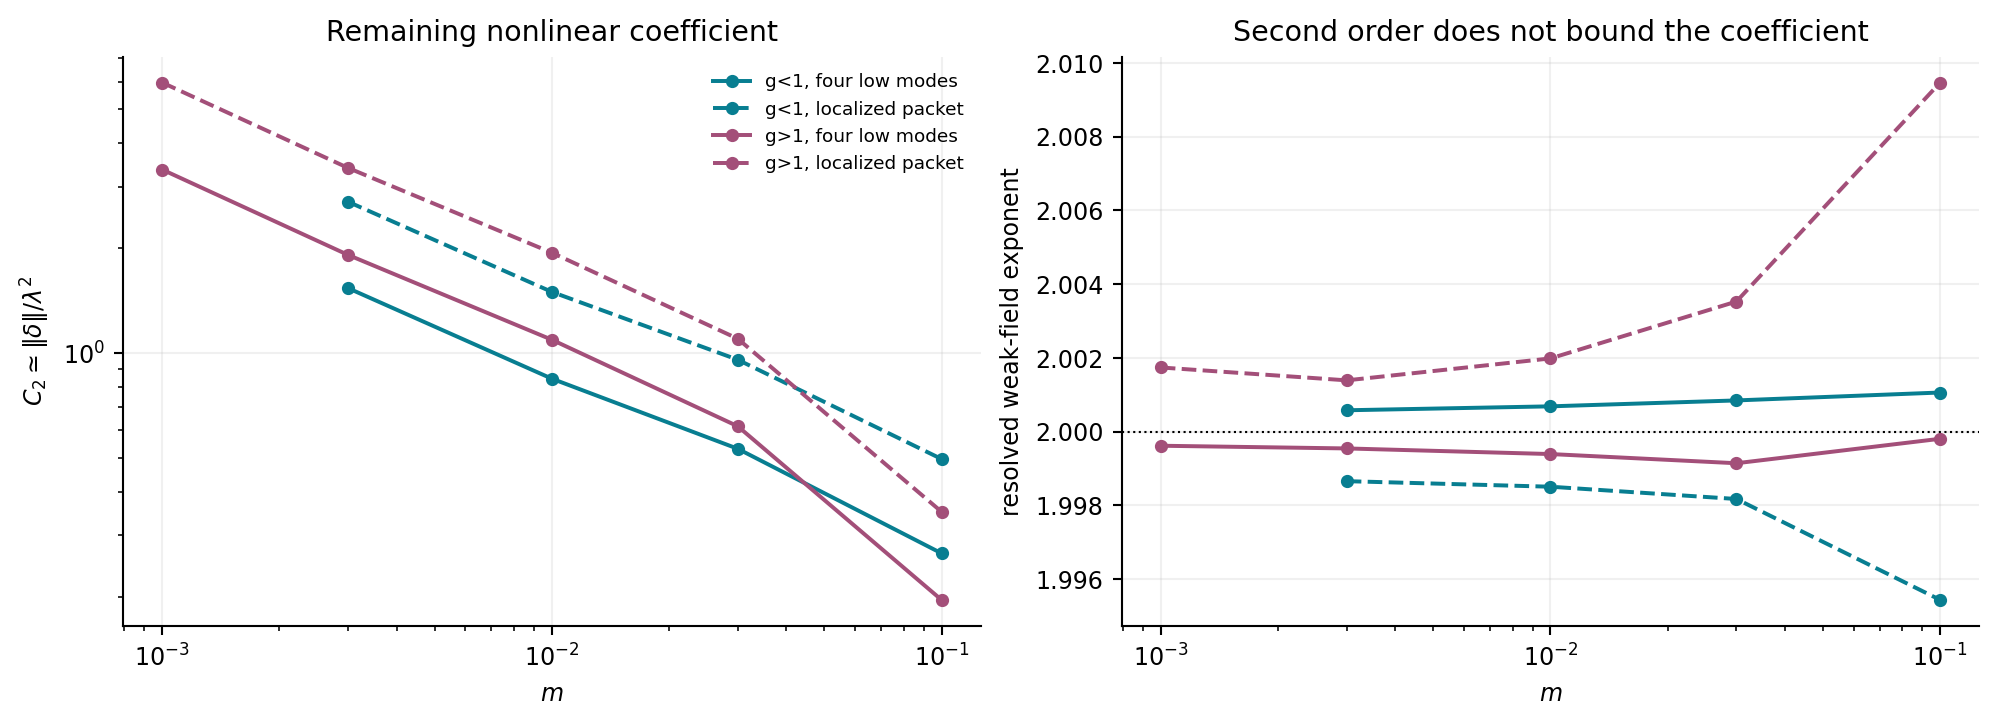 Remaining nonlinear coefficient
g<1, four low modes
g<1, localized packet
g>1, four low modes
g>1, localized packet
C₂ ≃ ‖δ‖/λ²
10⁰
10⁻³
10⁻²
10⁻¹
m
Second order does not bound the coefficient
resolved weak-field exponent
2.010
2.008
2.006
2.004
2.002
2.000
1.998
1.996
10⁻³
10⁻²
10⁻¹
m